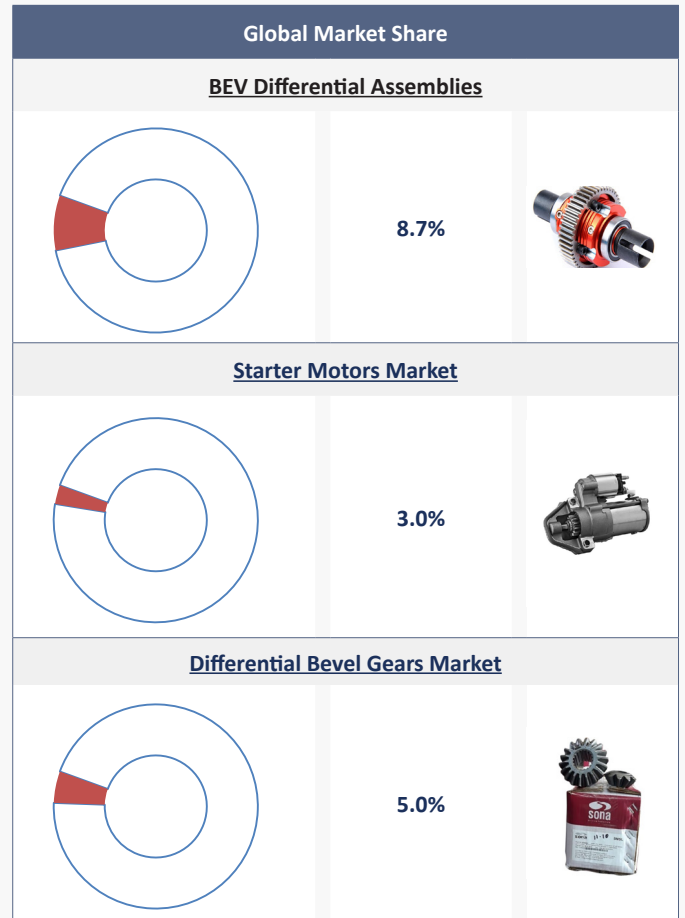 Global Market Share
BEV Differential Assemblies
8.7%
Starter Motors Market
3.0%
Differential Bevel Gears Market
5.0%
sona